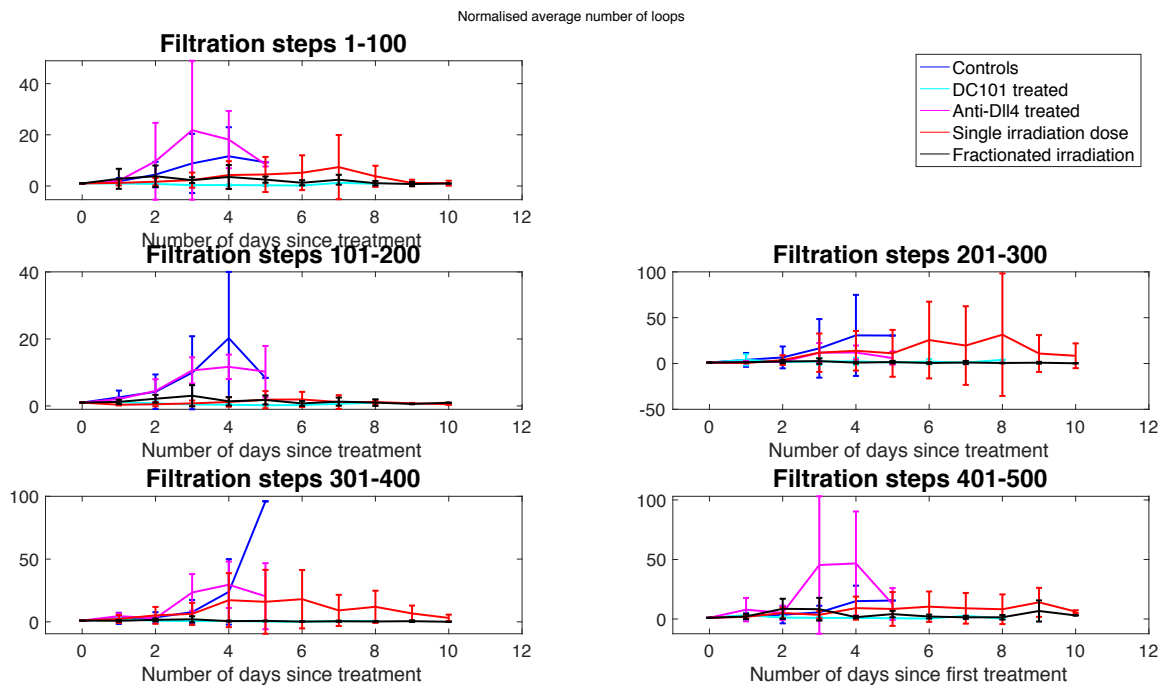 Normalised average number of loops
Filtration steps 1-100
40
20
0
0 2 4 6 8 10 12
Number of days since treatment
Controls
DC101 treated
Anti-Dll4 treated
Single irradiation dose
Fractionated irradiation
Filtration steps 101-200
40
20
0
0 2 4 6 8 10 12
Number of days since treatment
Filtration steps 201-300
100
50
0
-50
0 2 4 6 8 10 12
Number of days since treatment
Filtration steps 301-400
100
50
0
0 2 4 6 8 10 12
Number of days since treatment
Filtration steps 401-500
100
50
0
0 2 4 6 8 10 12
Number of days since first treatment